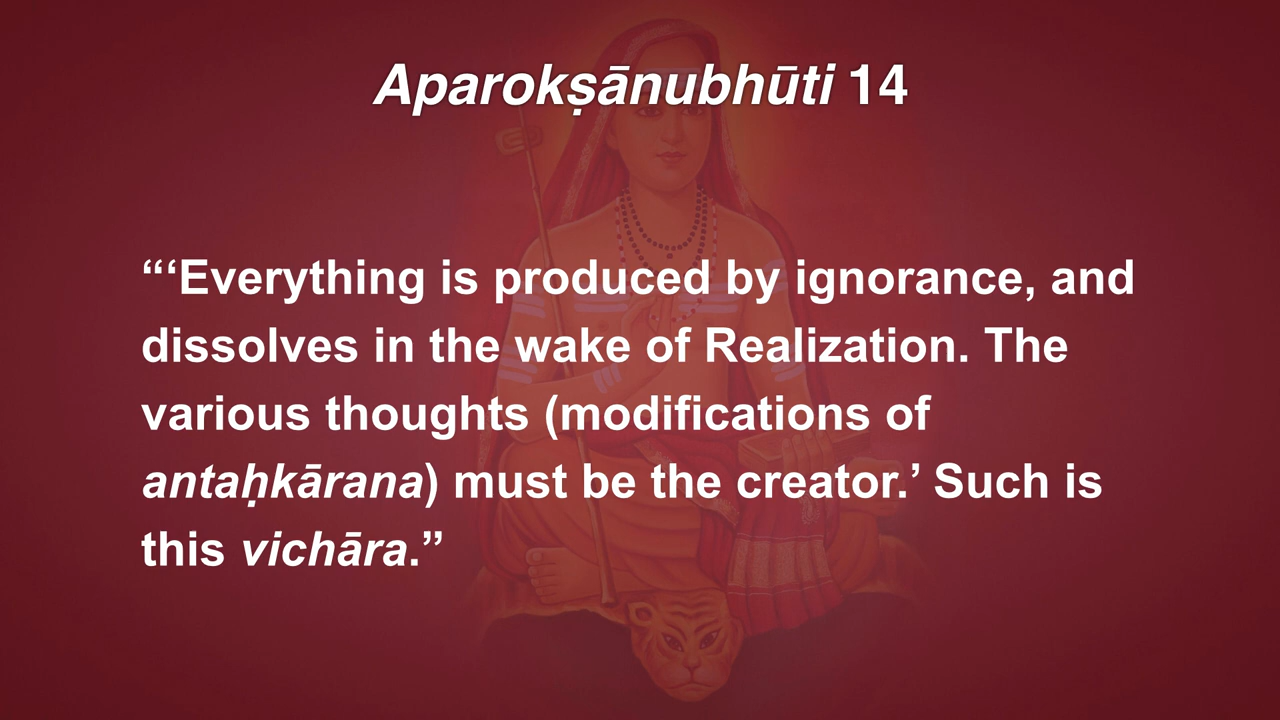 Aparokṣānubhūti 14
“‘Everything is produced by ignorance, and
dissolves in the wake of Realization. The
various thoughts (modifications of
antaḥkārana) must be the creator.’ Such is
this vichāra.”